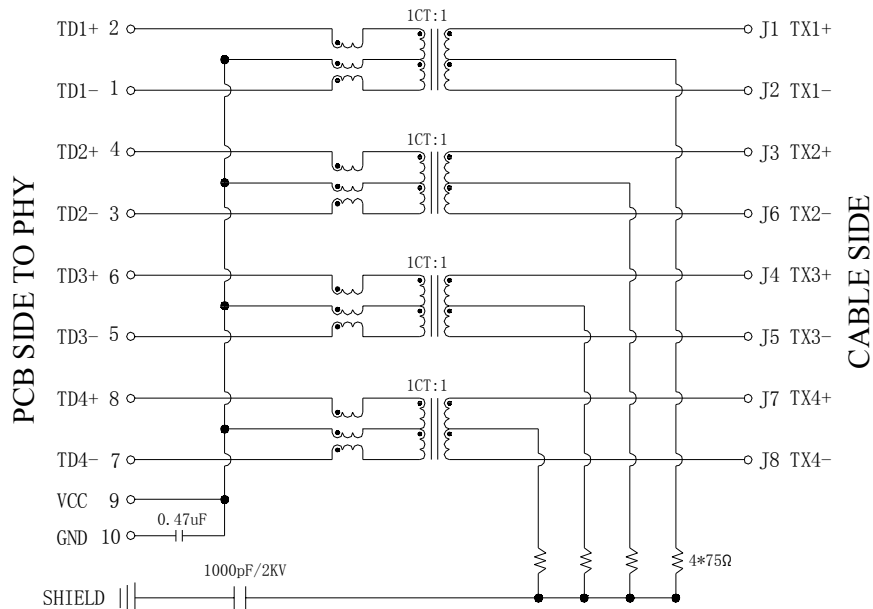 1CT:1
TD1+ 2 J1 TX1+
TD1- 1 J2 TX1-
1CT:1
TD2+ 4 J3 TX2+
TD2- 3 J6 TX2-
1CT:1
TD3+ 6 J4 TX3+
TD3- 5 J5 TX3-
1CT:1
TD4+ 8 J7 TX4+
TD4- 7 J8 TX4-
VCC 9
0.47uF
GND 10
4*75Ω
1000pF/2KV
SHIELD
PCB SIDE TO PHY
CABLE SIDE